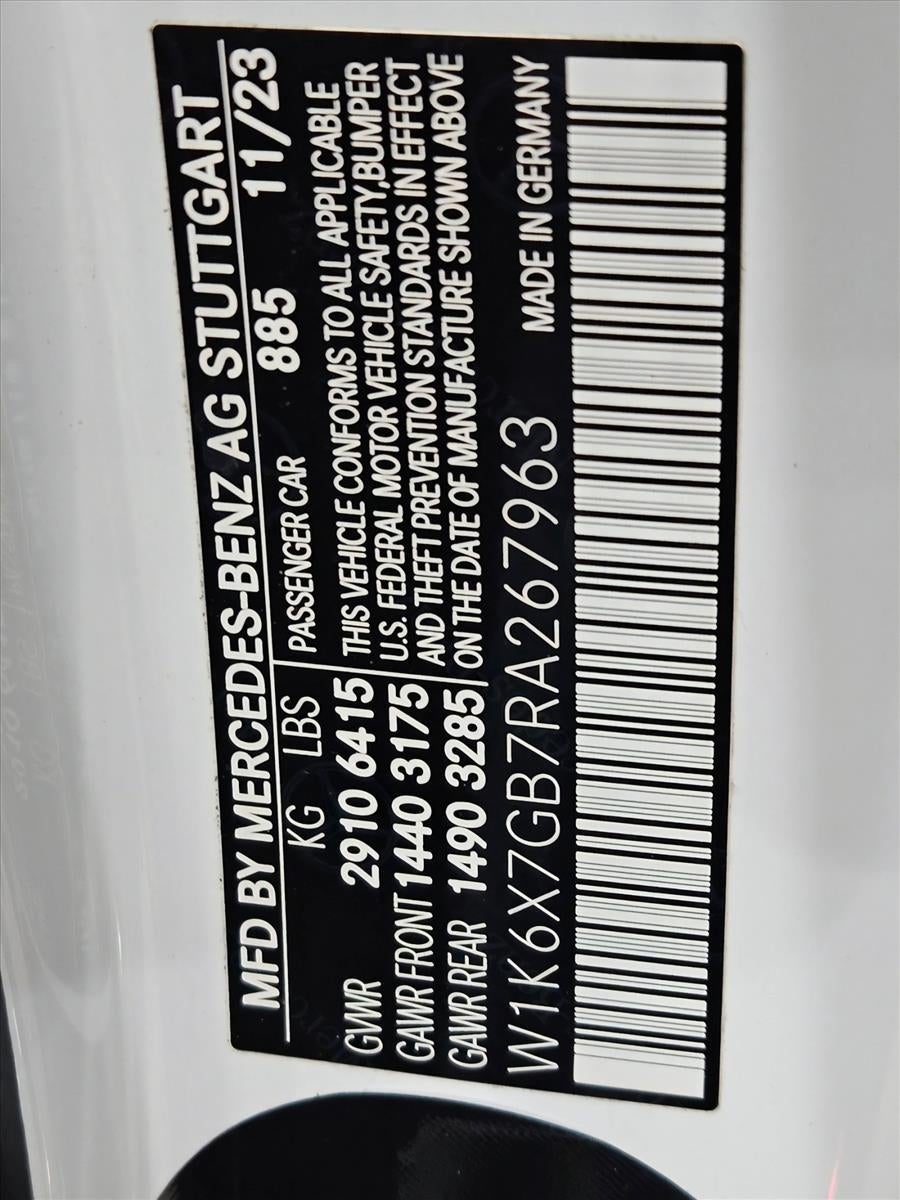 MFD BY MERCEDES-BENZ AG STUTTGART
KG LBS PASSENGER CAR 885 11/23
GVWR 2910 6415
GAWR FRONT 1440 3175
GAWR REAR 1490 3285
THIS VEHICLE CONFORMS TO ALL APPLICABLE
U.S. FEDERAL MOTOR VEHICLE SAFETY,BUMPER
AND THEFT PREVENTION STANDARDS IN EFFECT
ON THE DATE OF MANUFACTURE SHOWN ABOVE
W1K6X7GB7RA267963 MADE IN GERMANY